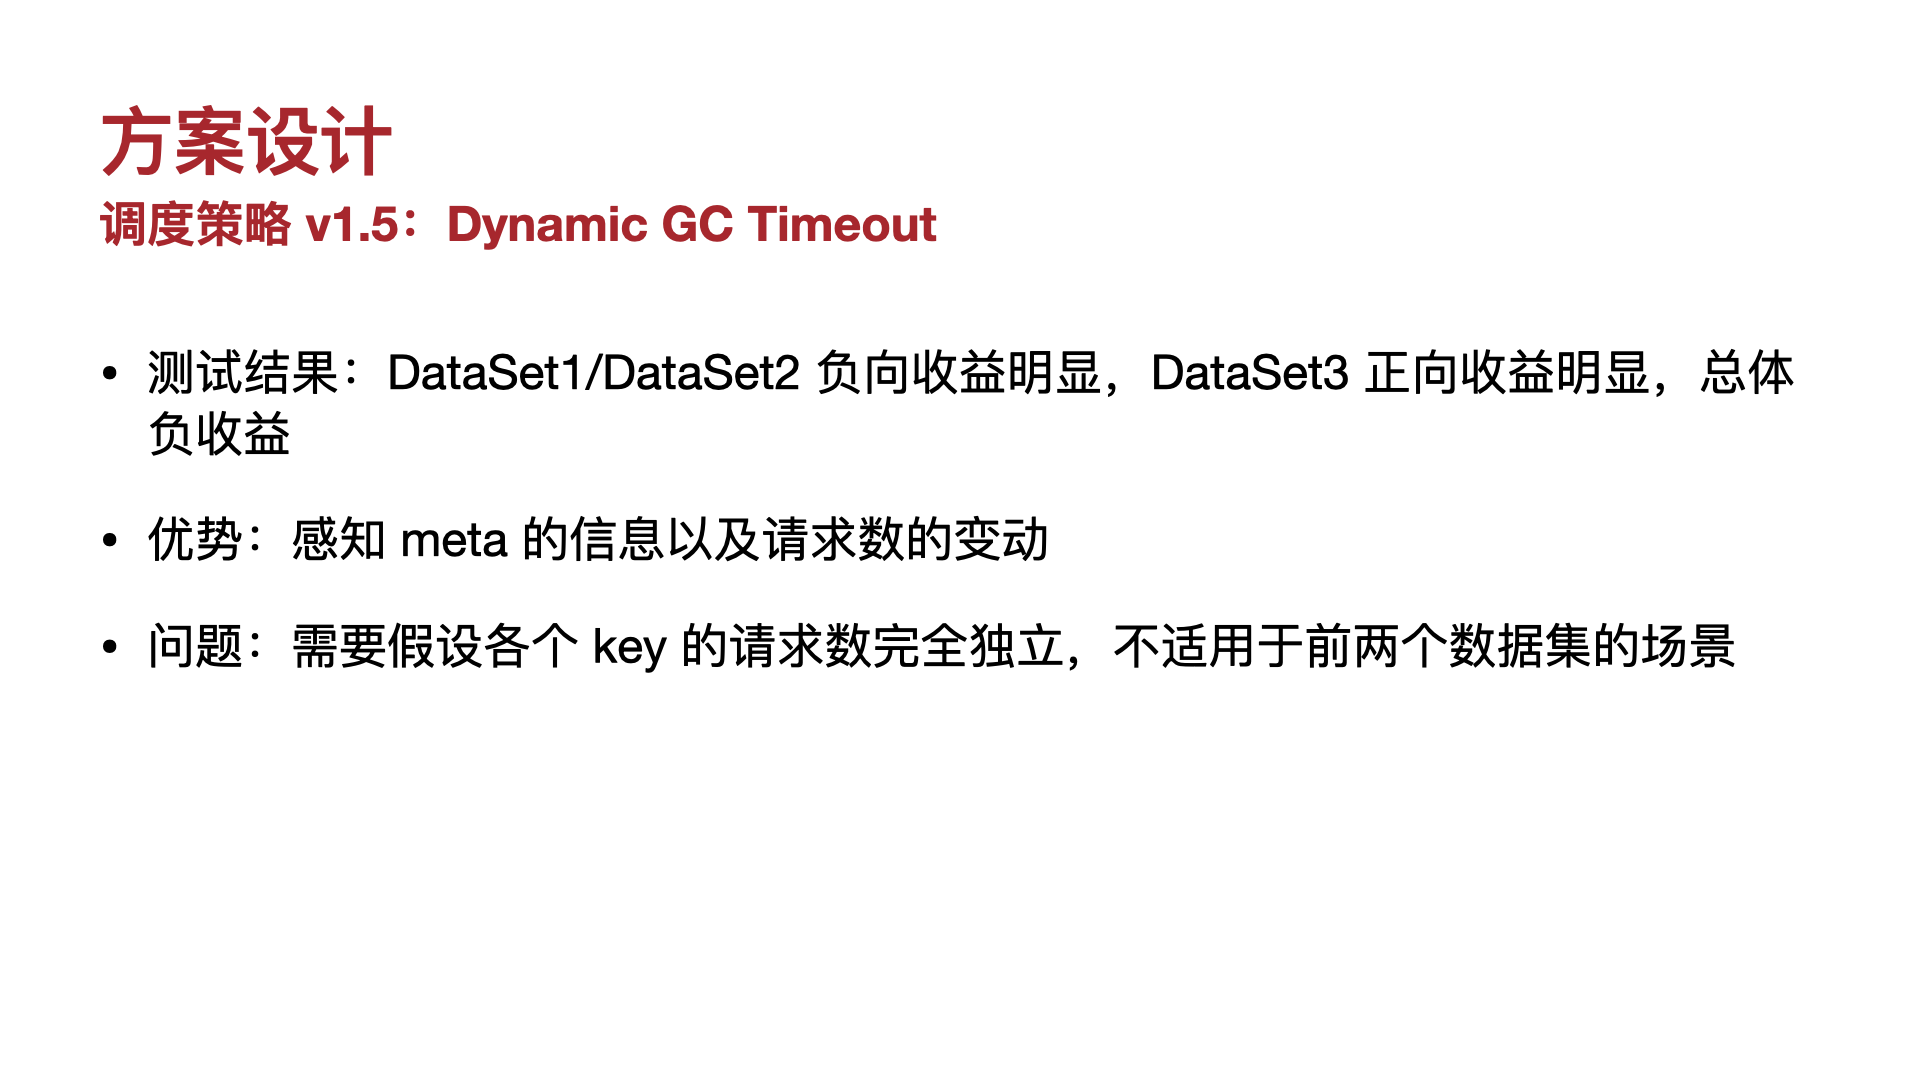 方案设计
调度策略 v1.5：Dynamic GC Timeout
• 测试结果：DataSet1/DataSet2 负向收益明显，DataSet3 正向收益明显，总体
负收益
• 优势：感知 meta 的信息以及请求数的变动
• 问题：需要假设各个 key 的请求数完全独立，不适用于前两个数据集的场景